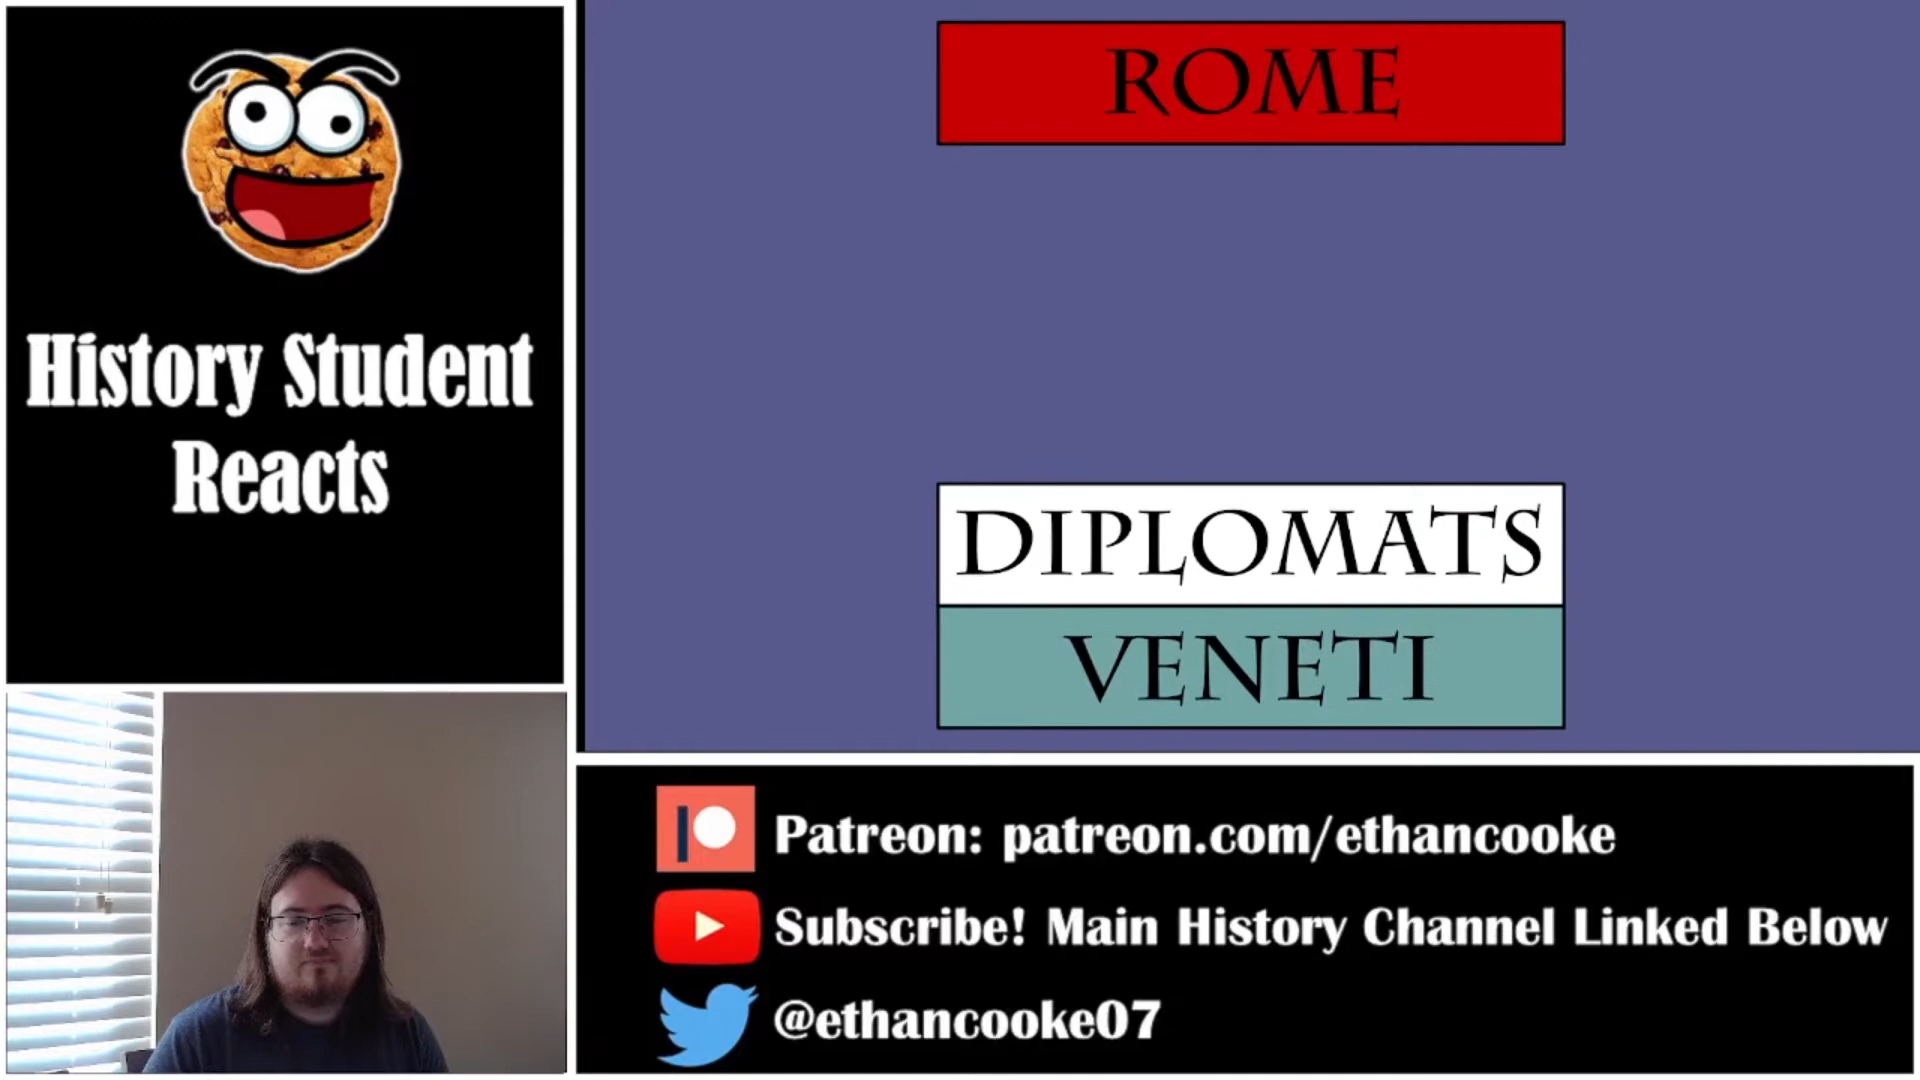 History Student
Reacts
ROME
DIPLOMATS
VENETI
Patreon: patreon.com/ethancooke
Subscribe! Main History Channel Linked Below
@ethancooke07